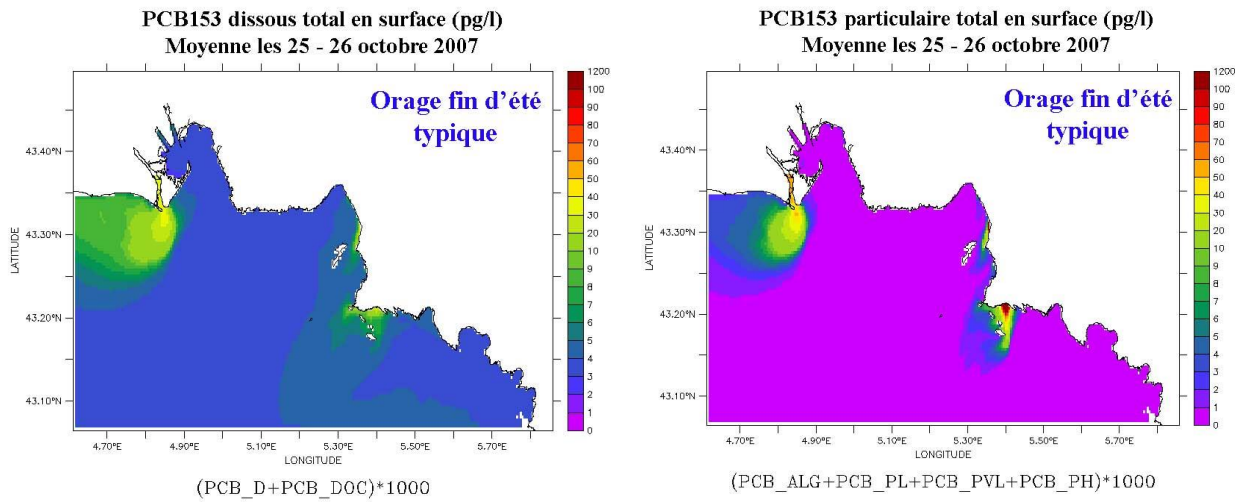 PCB153 dissous total en surface (pg/l)
Moyenne les 25 - 26 octobre 2007
Orage fin d'été
typique
1200
100
90
80
70
60
50
40
30
20
10
9
8
7
6
5
4
3
2
1
0
43.40°N
43.30°N
43.20°N
43.10°N
LATITUDE
4.70°E
4.90°E
5.10°E
5.30°E
5.50°E
5.70°E
LONGITUDE
(PCB_D+PCB_DOC)*1000
PCB153 particulaire total en surface (pg/l)
Moyenne les 25 - 26 octobre 2007
Orage fin d'été
typique
1200
100
90
80
70
60
50
40
30
20
10
9
8
7
6
5
4
3
2
1
0
43.40°N
43.30°N
43.20°N
43.10°N
LATITUDE
4.70°E
4.90°E
5.10°E
5.30°E
5.50°E
5.70°E
LONGITUDE
(PCB_ALG+PCB_PL+PCB_PVL+PCB_PH)*1000